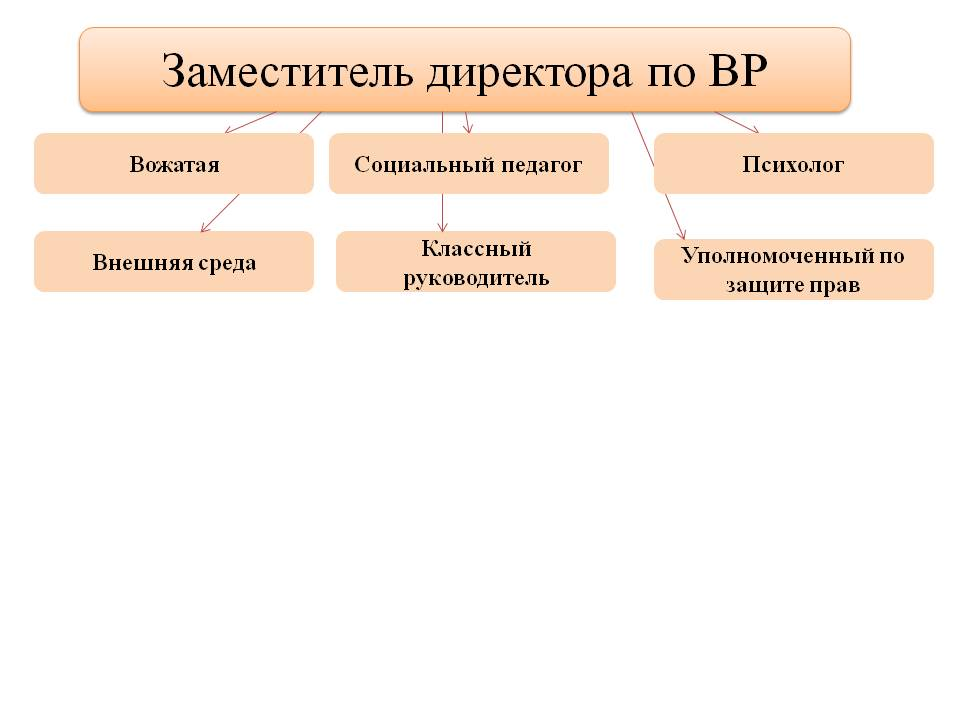 Заместитель директора по ВР
Вожатая
Социальный педагог
Психолог
Внешняя среда
Классный
руководитель
Уполномоченный по
защите прав